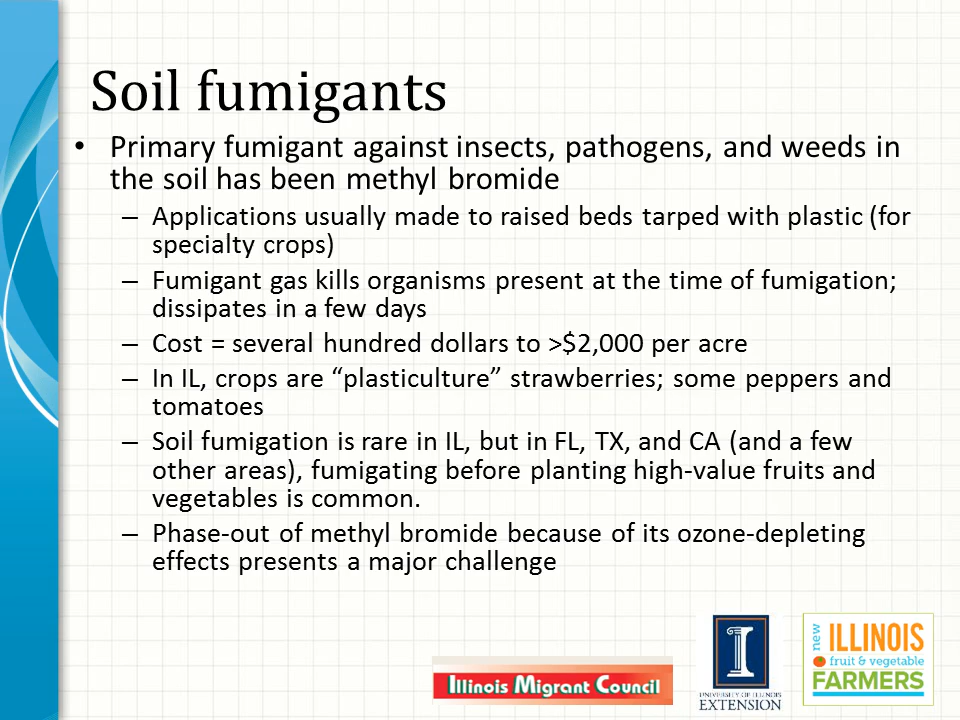 Soil fumigants
• Primary fumigant against insects, pathogens, and weeds in
the soil has been methyl bromide
– Applications usually made to raised beds tarped with plastic (for
specialty crops)
– Fumigant gas kills organisms present at the time of fumigation;
dissipates in a few days
– Cost = several hundred dollars to >$2,000 per acre
– In IL, crops are “plasticulture” strawberries; some peppers and
tomatoes
– Soil fumigation is rare in IL, but in FL, TX, and CA (and a few
other areas), fumigating before planting high-value fruits and
vegetables is common.
– Phase-out of methyl bromide because of its ozone-depleting
effects presents a major challenge
Illinois Migrant Council
I
UNIVERSITY OF ILLINOIS
EXTENSION
new
ILLINOIS
fruit & vegetable
FARMERS